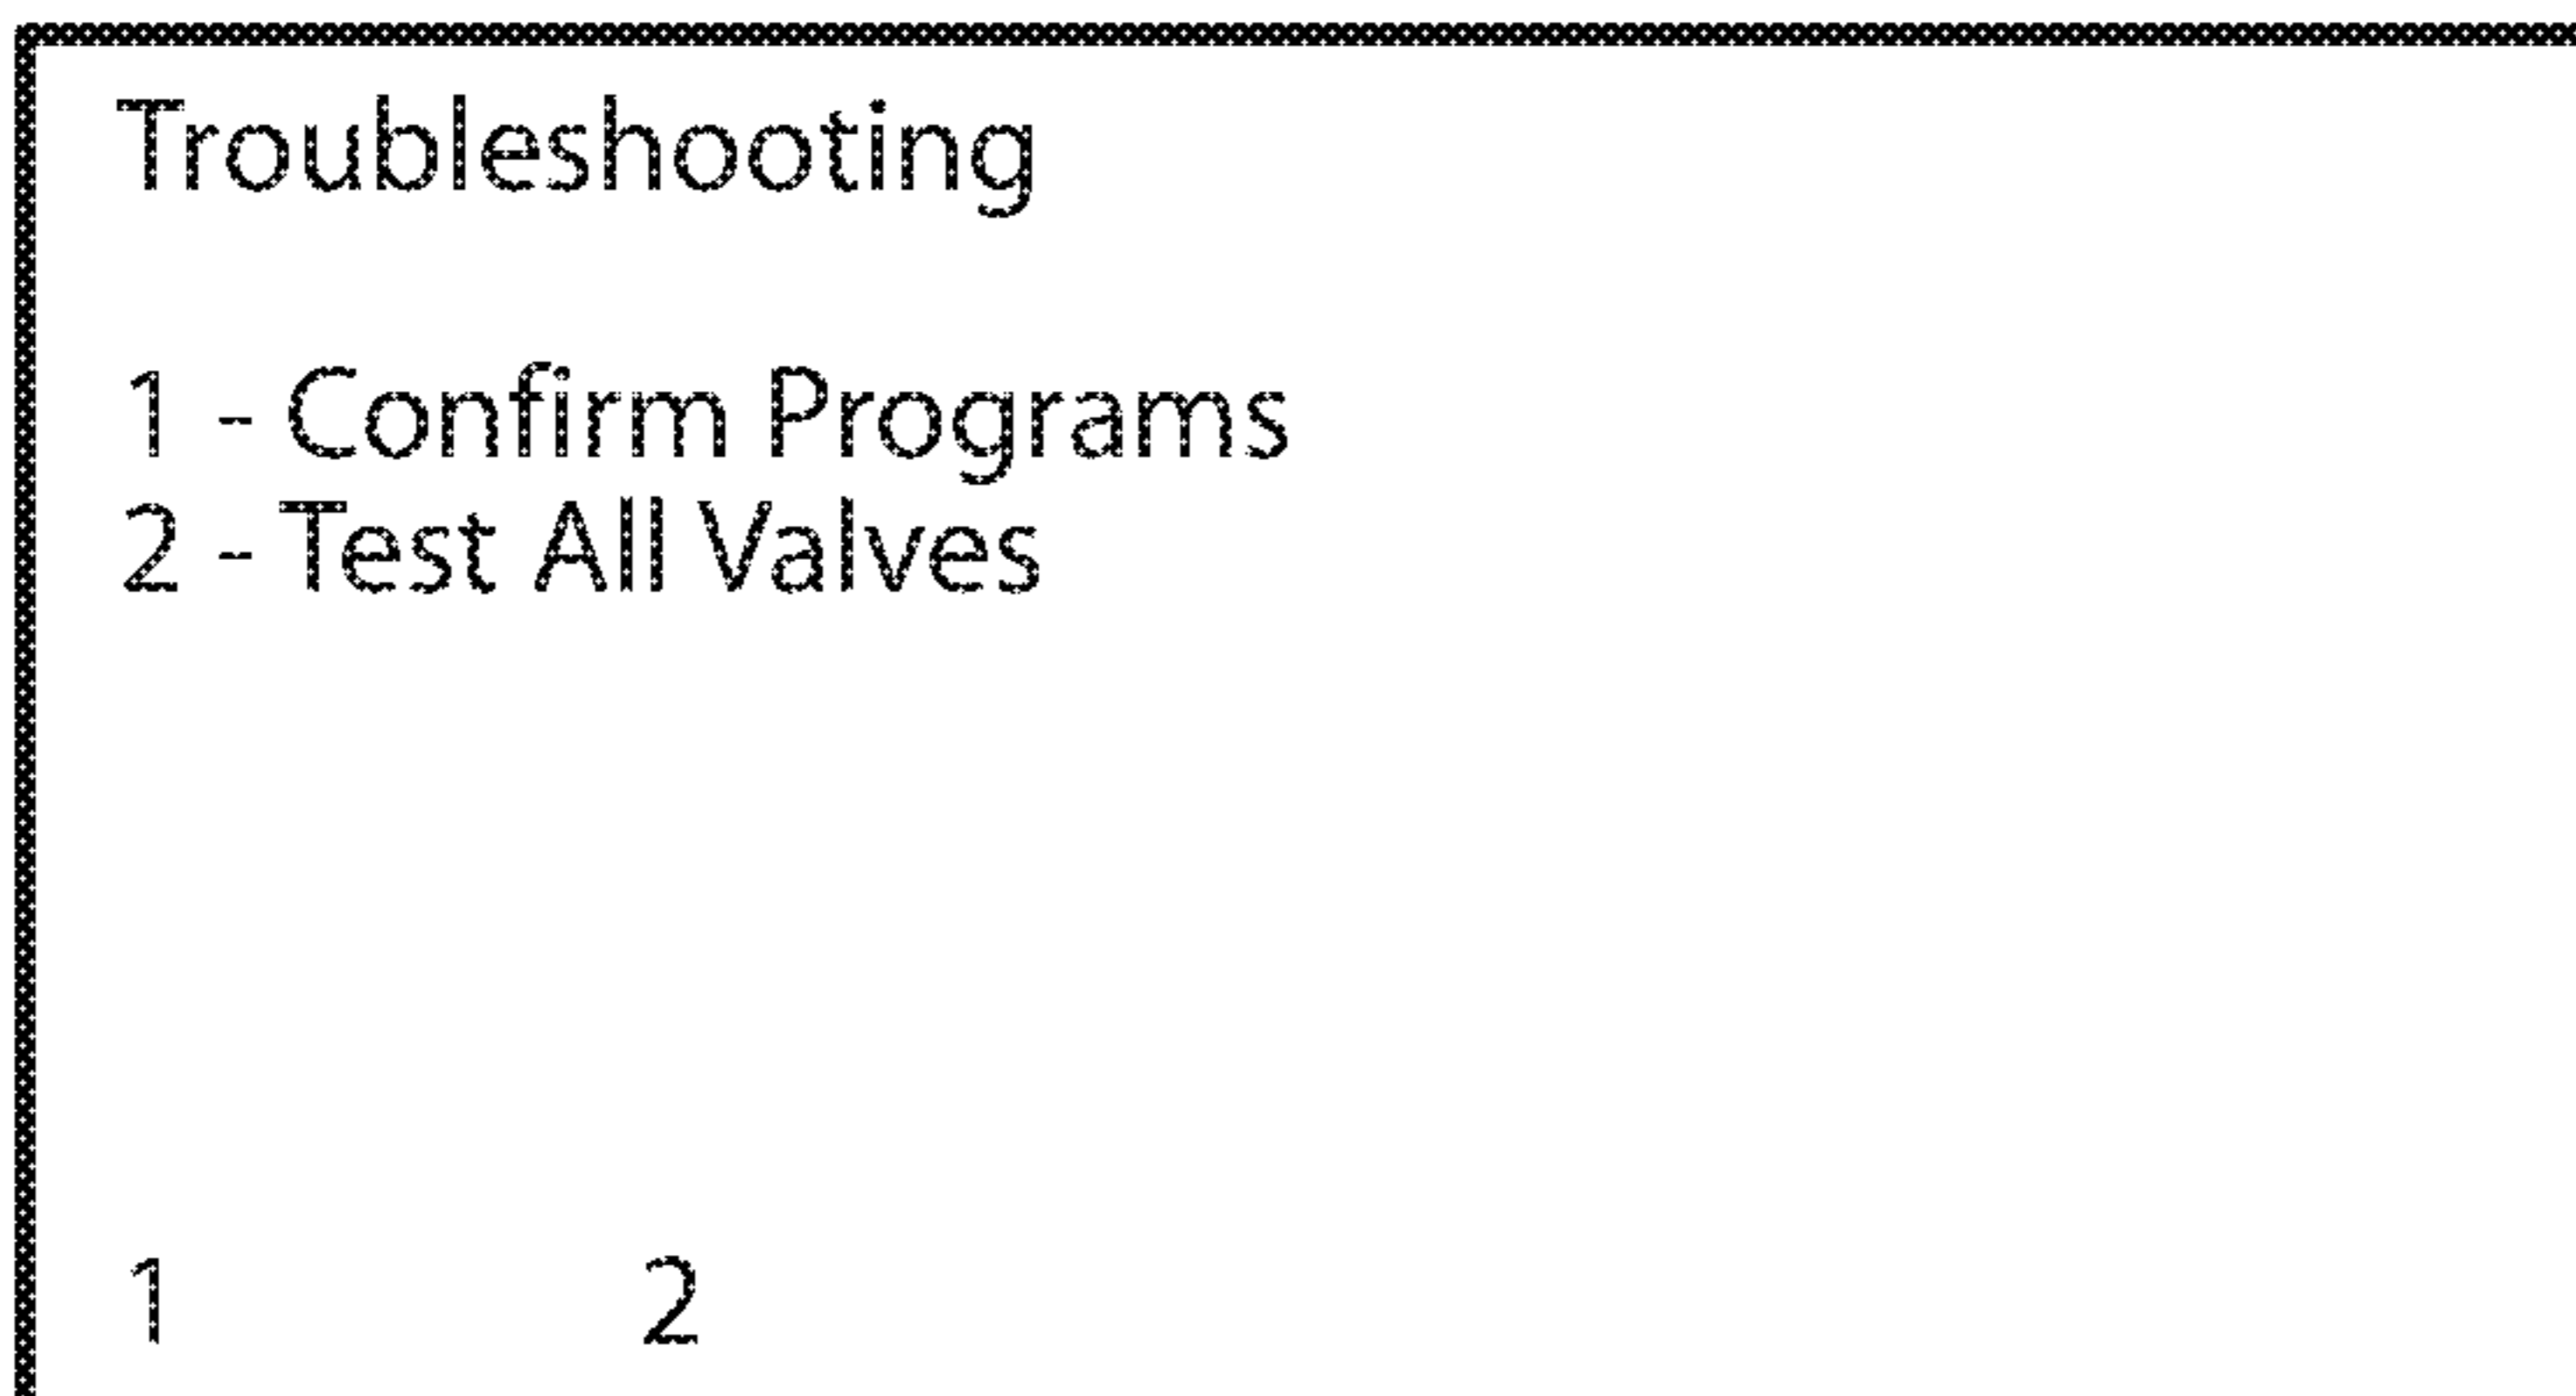 Troubleshooting
1 - Confirm Programs
2 - Test All Valves
1 2